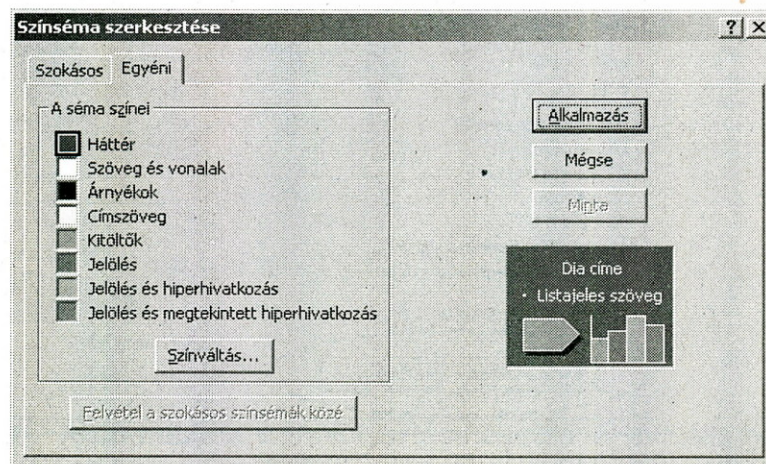 Színséma szerkesztése
? ×
Szokásos Egyéni
A séma színei
Háttér
Szöveg és vonalak
Árnyékok
Címszöveg
Kitöltők
Jelölés
Jelölés és hiperhivatkozás
Jelölés és megtekintett hiperhivatkozás
Színváltás...
Felvétel a szokásos színsémák közé
Alkalmazás
Mégse
Minta
Dia címe
• Listajeles szöveg